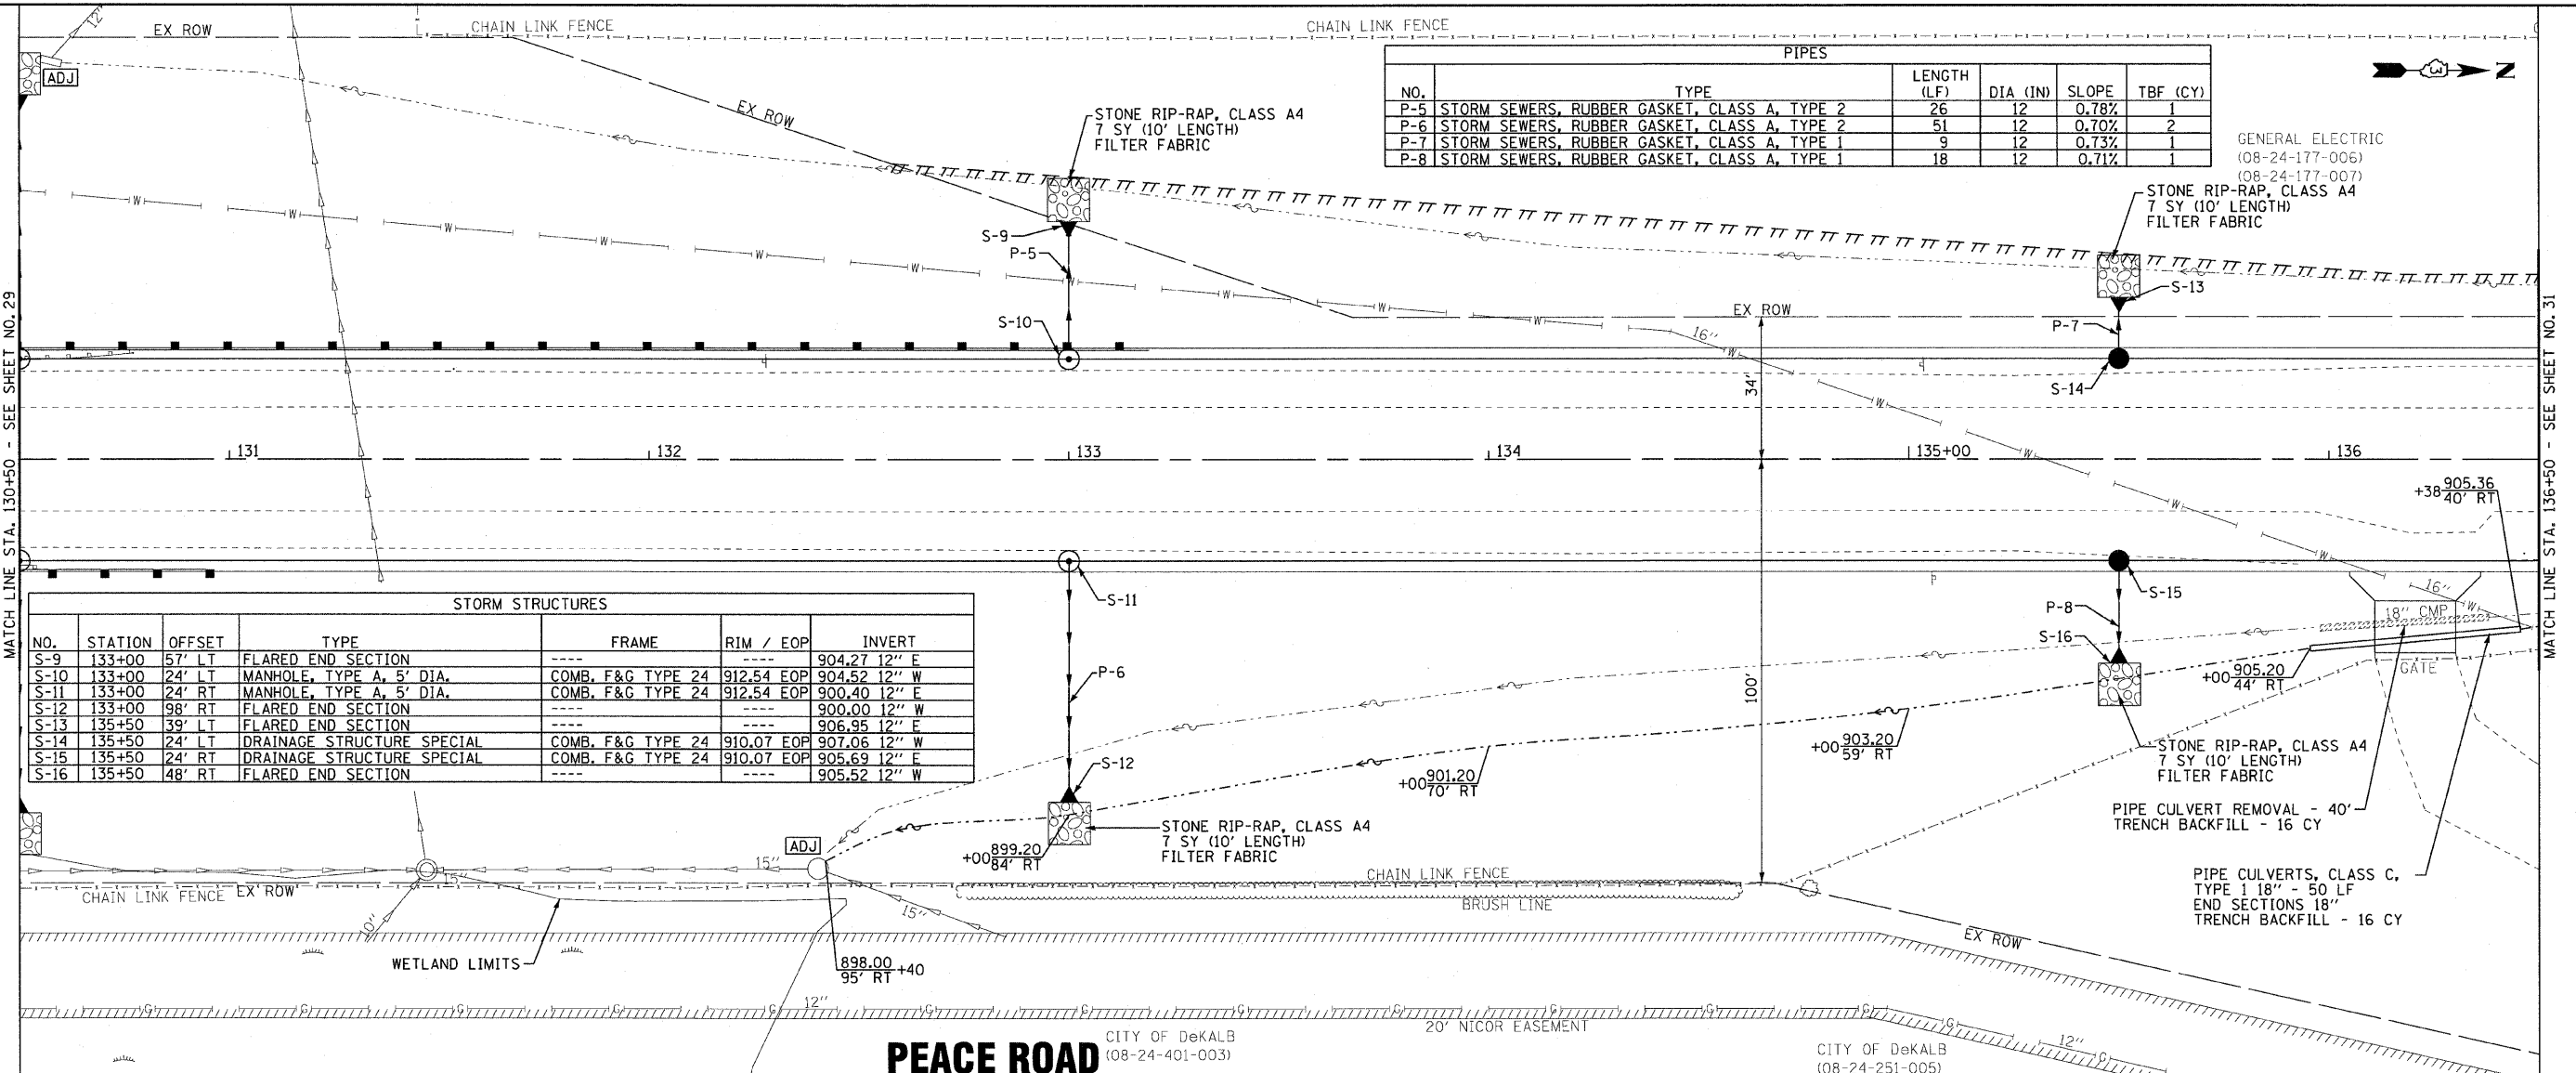 12"
EX ROW
CHAIN LINK FENCE
CHAIN LINK FENCE
ADJ
EX ROW
STONE RIP-RAP, CLASS A4
7 SY (10' LENGTH)
FILTER FABRIC
PIPES
NO. TYPE LENGTH (LF) DIA (IN) SLOPE TBF (CY)
P-5 STORM SEWERS, RUBBER GASKET, CLASS A, TYPE 2 26 12 0.78% 1
P-6 STORM SEWERS, RUBBER GASKET, CLASS A, TYPE 2 51 12 0.70% 2
P-7 STORM SEWERS, RUBBER GASKET, CLASS A, TYPE 1 9 12 0.73% 1
P-8 STORM SEWERS, RUBBER GASKET, CLASS A, TYPE 1 18 12 0.71% 1
N
GENERAL ELECTRIC
(08-24-177-006)
(08-24-177-007)
STONE RIP-RAP, CLASS A4
7 SY (10' LENGTH)
FILTER FABRIC
S-9
P-5
S-10
EX ROW
16"
S-13
P-7
S-14
34'
MATCH LINE STA. 130+50 - SEE SHEET NO. 29
MATCH LINE STA. 136+50 - SEE SHEET NO. 31
131
132
133
134
135+00
136
+38 905.36
40' RT
S-11
S-15
P-8
S-16
16"
18" CMP
GATE
+00 905.20
44' RT
STORM STRUCTURES
NO. STATION OFFSET TYPE FRAME RIM / EOP INVERT
S-9 133+00 57' LT FLARED END SECTION ---- ---- 904.27 12" E
S-10 133+00 24' LT MANHOLE, TYPE A, 5' DIA. COMB. F&G TYPE 24 912.54 EOP 904.52 12" W
S-11 133+00 24' RT MANHOLE, TYPE A, 5' DIA. COMB. F&G TYPE 24 912.54 EOP 900.40 12" E
S-12 133+00 98' RT FLARED END SECTION ---- ---- 900.00 12" W
S-13 135+50 39' LT FLARED END SECTION ---- ---- 906.95 12" E
S-14 135+50 24' LT DRAINAGE STRUCTURE SPECIAL COMB. F&G TYPE 24 910.07 EOP 907.06 12" W
S-15 135+50 24' RT DRAINAGE STRUCTURE SPECIAL COMB. F&G TYPE 24 910.07 EOP 905.69 12" E
S-16 135+50 48' RT FLARED END SECTION ---- ---- 905.52 12" W
P-6
100'
S-12
+00 903.20
59' RT
+00 901.20
70' RT
STONE RIP-RAP, CLASS A4
7 SY (10' LENGTH)
FILTER FABRIC
PIPE CULVERT REMOVAL - 40'
TRENCH BACKFILL - 16 CY
STONE RIP-RAP, CLASS A4
7 SY (10' LENGTH)
FILTER FABRIC
+00 899.20
84' RT
ADJ
15"
15"
CHAIN LINK FENCE
EX ROW
CHAIN LINK FENCE
BRUSH LINE
PIPE CULVERTS, CLASS C,
TYPE 1 18" - 50 LF
END SECTIONS 18"
TRENCH BACKFILL - 16 CY
10"
15"
EX ROW
WETLAND LIMITS
898.00 +40
95' RT
12"
20' NICOR EASEMENT
PEACE ROAD
CITY OF DeKALB
(08-24-401-003)
CITY OF DeKALB
(08-24-251-005)
12"